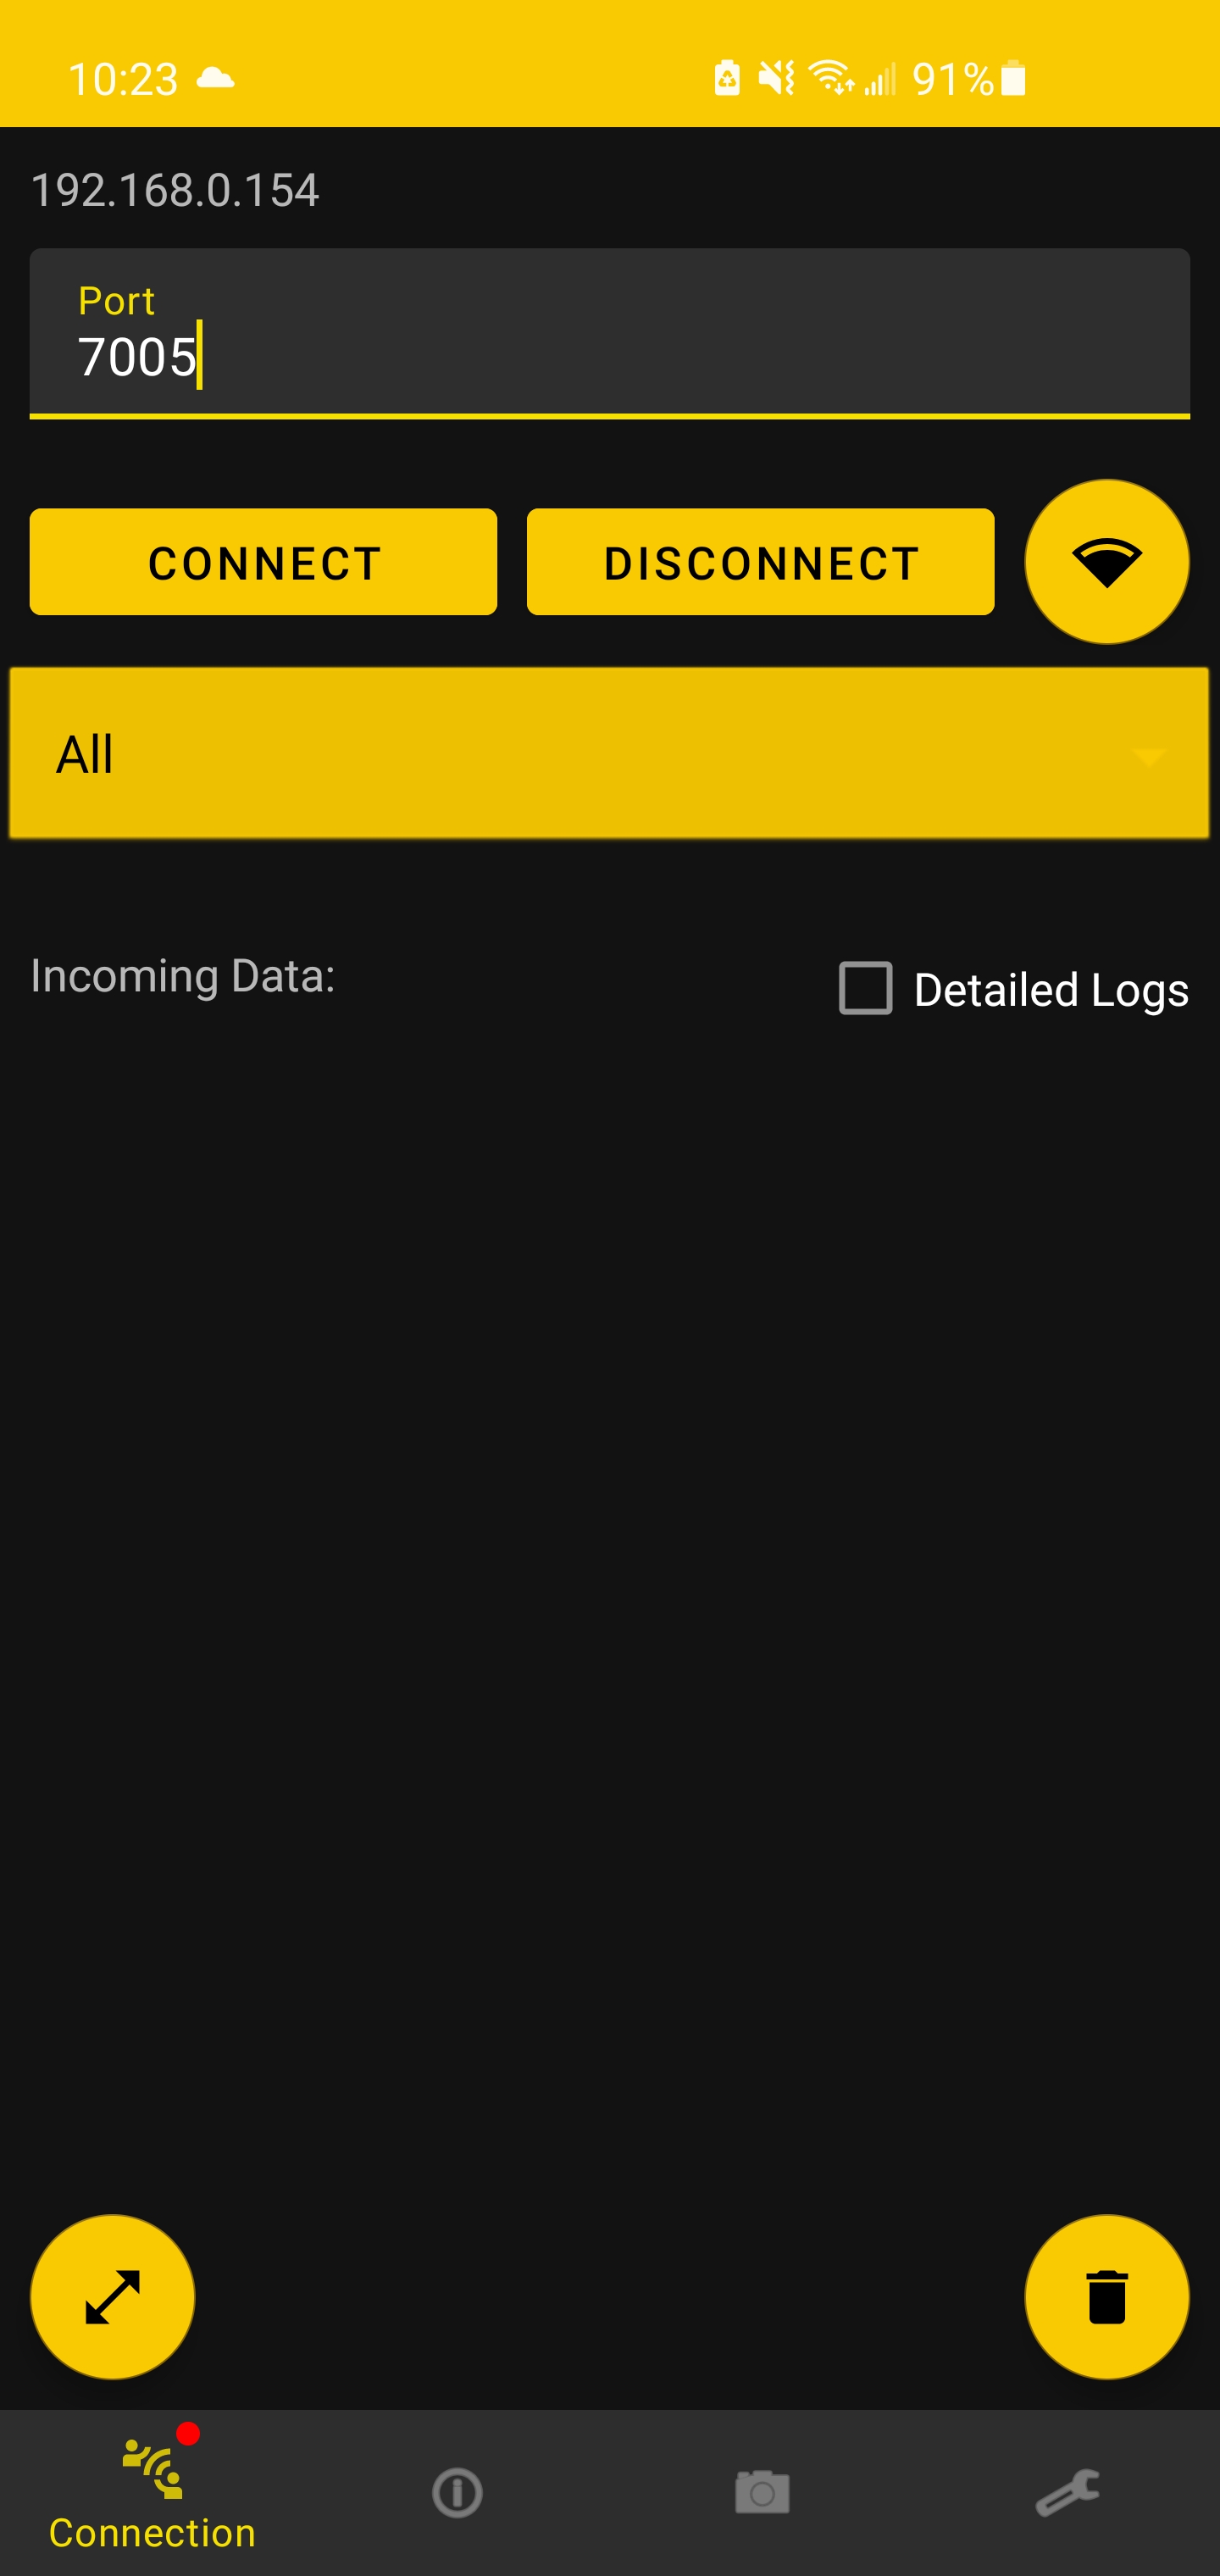 10:23 91%
192.168.0.154
Port
7005
CONNECT DISCONNECT
All
Incoming Data: Detailed Logs
Connection